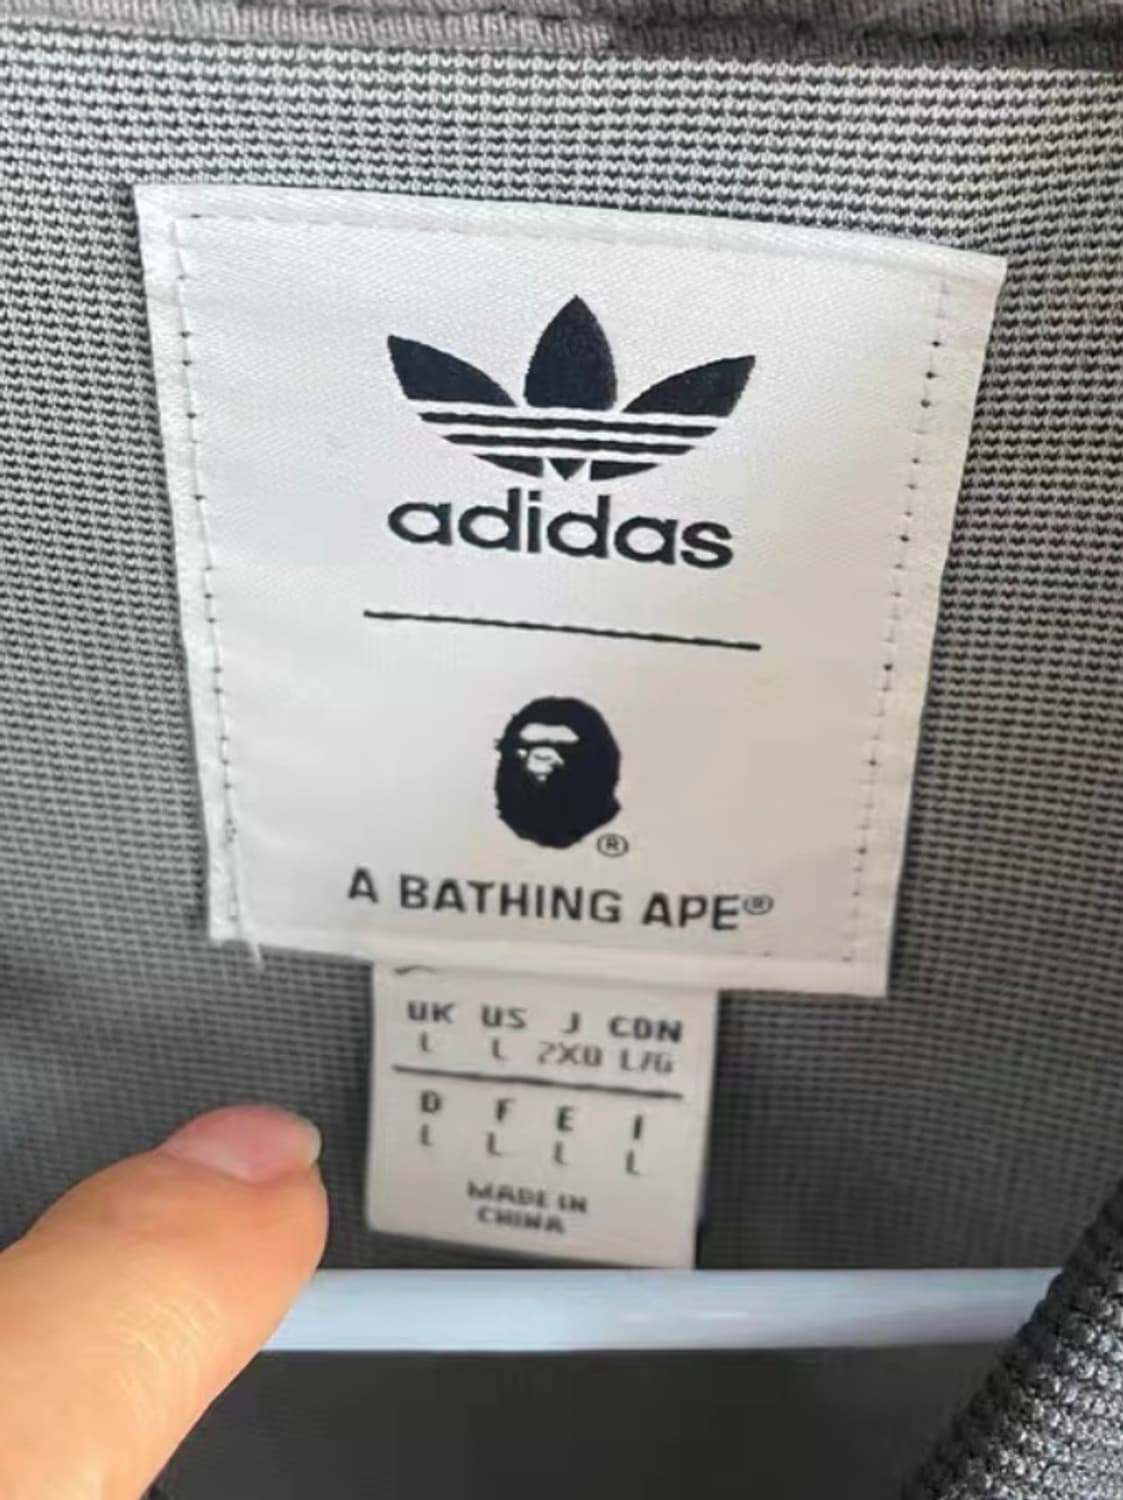 adidas
®
A BATHING APE®
UK US J CDN
L L 2XO L/G
D F E I
L L L L
MADE IN
CHINA